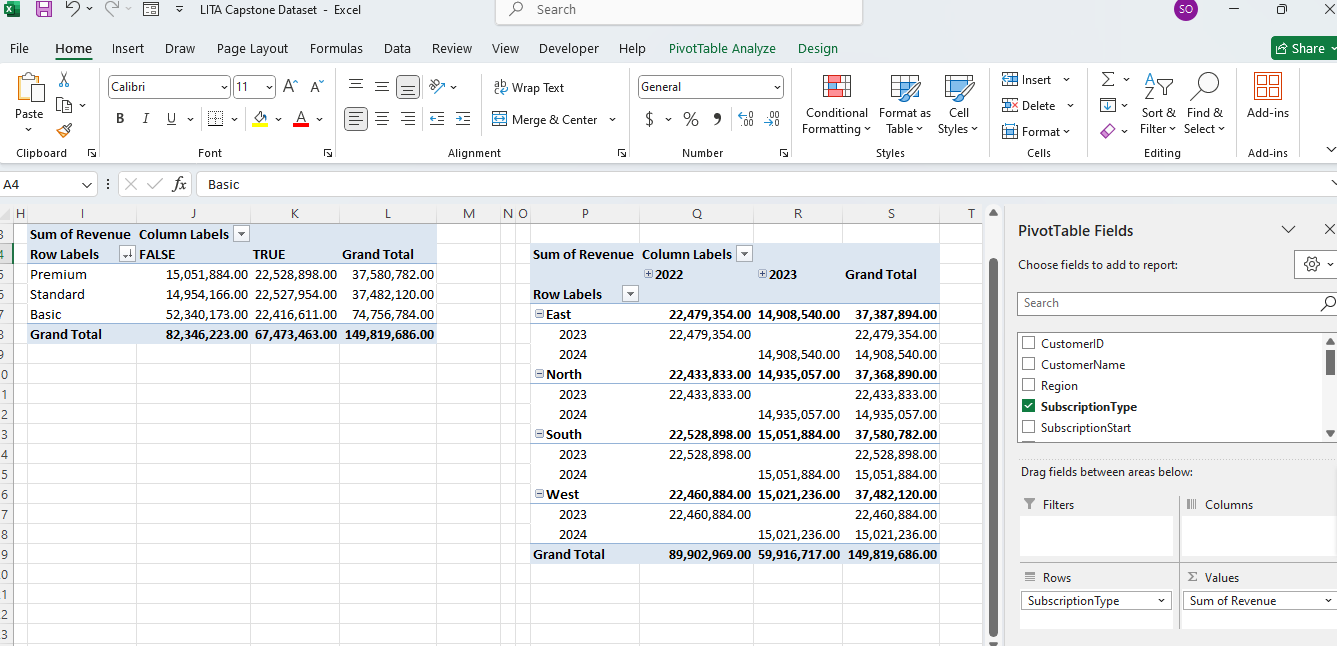 LITA Capstone Dataset - Excel
Search
SO
File Home Insert Draw Page Layout Formulas Data Review View Developer Help PivotTable Analyze Design Share
Paste
Clipboard
Calibri 11
B I U A
Font
Wrap Text
Merge & Center
Alignment
General
$ % 9
Number
Conditional Formatting
Format as Table
Cell Styles
Styles
Insert
Delete
Format
Cells
Sort & Filter
Find & Select
Editing
Add-ins
Add-ins
A4 fx Basic
H I J K L M N O P Q R S T
Sum of Revenue Column Labels
Row Labels FALSE TRUE Grand Total
Premium 15,051,884.00 22,528,898.00 37,580,782.00
Standard 14,954,166.00 22,527,954.00 37,482,120.00
Basic 52,340,173.00 22,416,611.00 74,756,784.00
Grand Total 82,346,223.00 67,473,463.00 149,819,686.00
Sum of Revenue Column Labels
2022 2023 Grand Total
Row Labels
East 22,479,354.00 14,908,540.00 37,387,894.00
2023 22,479,354.00 22,479,354.00
2024 14,908,540.00 14,908,540.00
North 22,433,833.00 14,935,057.00 37,368,890.00
2023 22,433,833.00 22,433,833.00
2024 14,935,057.00 14,935,057.00
South 22,528,898.00 15,051,884.00 37,580,782.00
2023 22,528,898.00 22,528,898.00
2024 15,051,884.00 15,051,884.00
West 22,460,884.00 15,021,236.00 37,482,120.00
2023 22,460,884.00 22,460,884.00
2024 15,021,236.00 15,021,236.00
Grand Total 89,902,969.00 59,916,717.00 149,819,686.00
PivotTable Fields
Choose fields to add to report:
Search
CustomerID
CustomerName
Region
SubscriptionType
SubscriptionStart
Drag fields between areas below:
Filters
Columns
Rows
Σ Values
SubscriptionType
Sum of Revenue